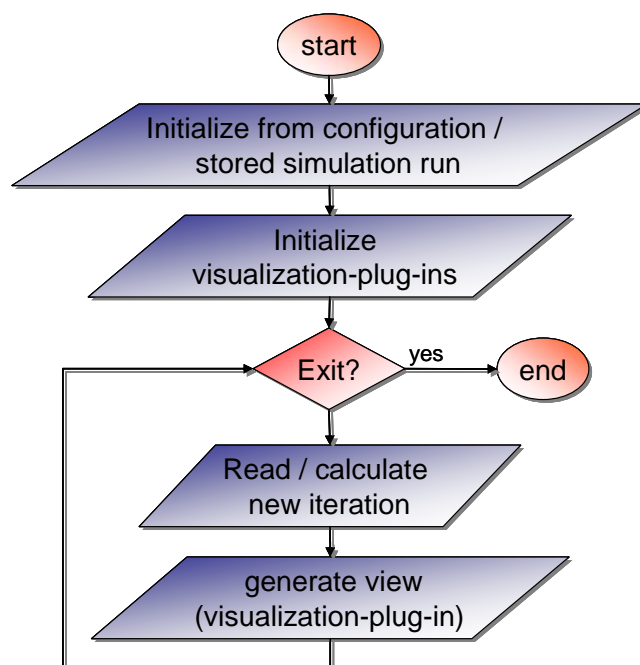 start
Initialize from configuration /
stored simulation run
Initialize
visualization-plug-ins
Exit?
yes
end
Read / calculate
new iteration
generate view
(visualization-plug-in)